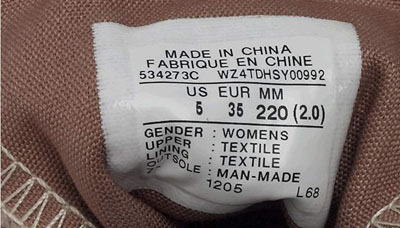 MADE IN CHINA
FABRIQUE EN CHINE
534273C WZ4TDHSY00992
US EUR MM
5 35 220 (2.0)
GENDER : WOMENS
UPPER : TEXTILE
LINING : TEXTILE
OUTSOLE : MAN-MADE
1205 L68